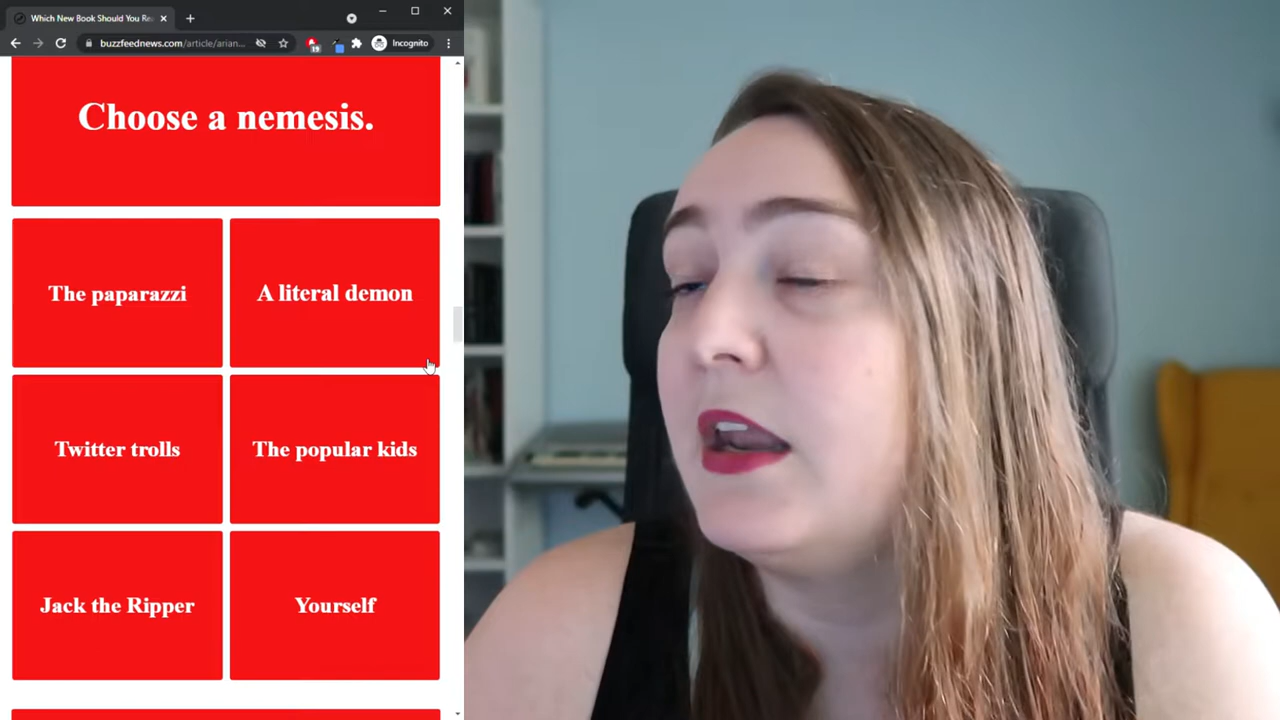 Which New Book Should You Re
buzzfeednews.com/article/arian...
19
Incognito
Choose a nemesis.
The paparazzi
A literal demon
Twitter trolls
The popular kids
Jack the Ripper
Yourself